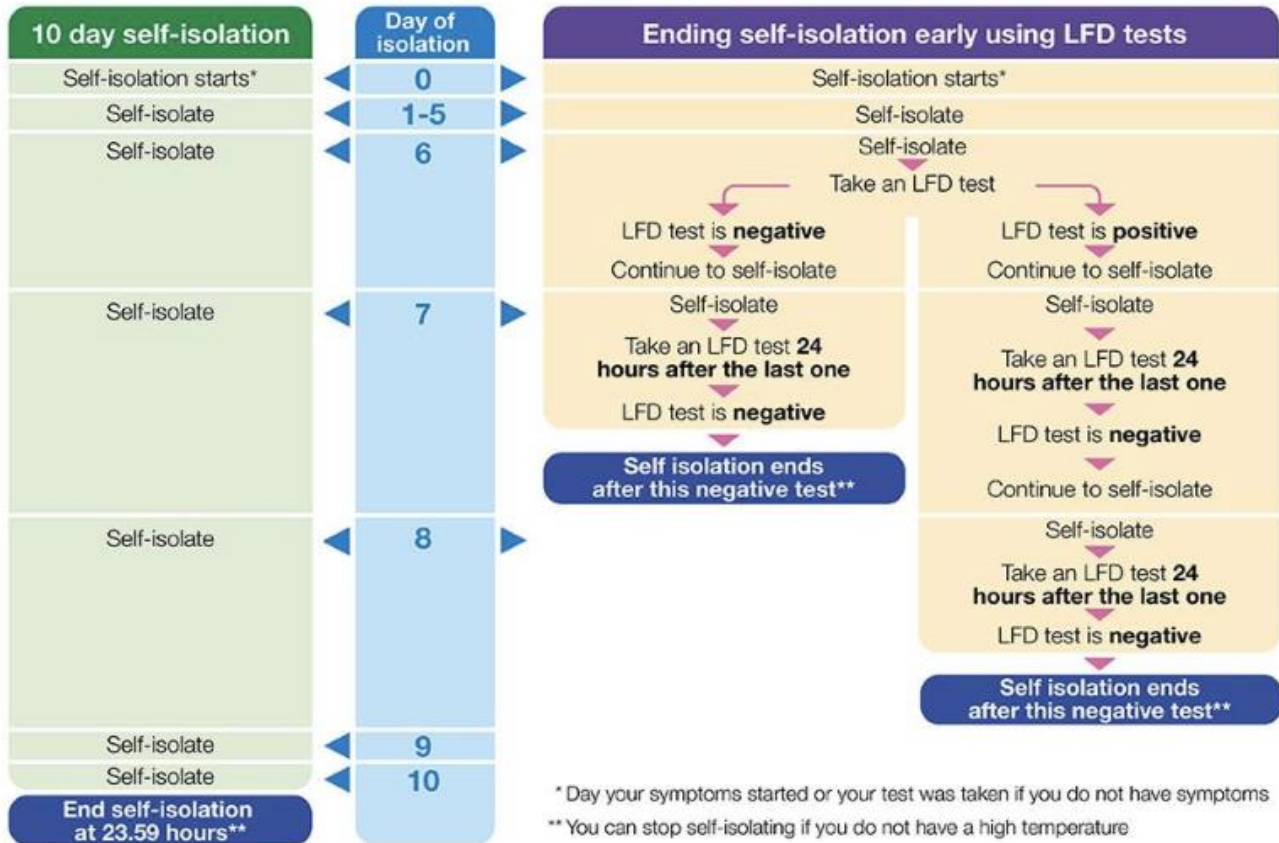 10 day self-isolation
Day of
isolation
Ending self-isolation early using LFD tests
Self-isolation starts*
0
Self-isolation starts*
Self-isolate
1-5
Self-isolate
Self-isolate
6
Self-isolate
Take an LFD test
LFD test is negative
LFD test is positive
Continue to self-isolate
Continue to self-isolate
Self-isolate
7
Self-isolate
Self-isolate
Take an LFD test 24
hours after the last one
Take an LFD test 24
hours after the last one
LFD test is negative
LFD test is negative
Self isolation ends
after this negative test**
Continue to self-isolate
Self-isolate
8
Self-isolate
Take an LFD test 24
hours after the last one
LFD test is negative
Self isolation ends
after this negative test**
Self-isolate
9
Self-isolate
10
End self-isolation
at 23.59 hours**
* Day your symptoms started or your test was taken if you do not have symptoms
** You can stop self-isolating if you do not have a high temperature